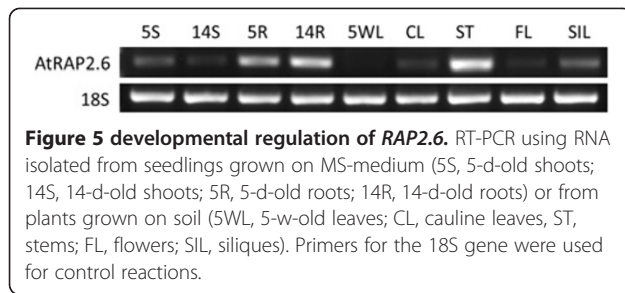 5S 14S 5R 14R 5WL CL ST FL SIL
AtRAP2.6
18S
Figure 5 developmental regulation of RAP2.6. RT-PCR using RNA
isolated from seedlings grown on MS-medium (5S, 5-d-old shoots;
14S, 14-d-old shoots; 5R, 5-d-old roots; 14R, 14-d-old roots) or from
plants grown on soil (5WL, 5-w-old leaves; CL, cauline leaves, ST,
stems; FL, flowers; SIL, siliques). Primers for the 18S gene were used
for control reactions.